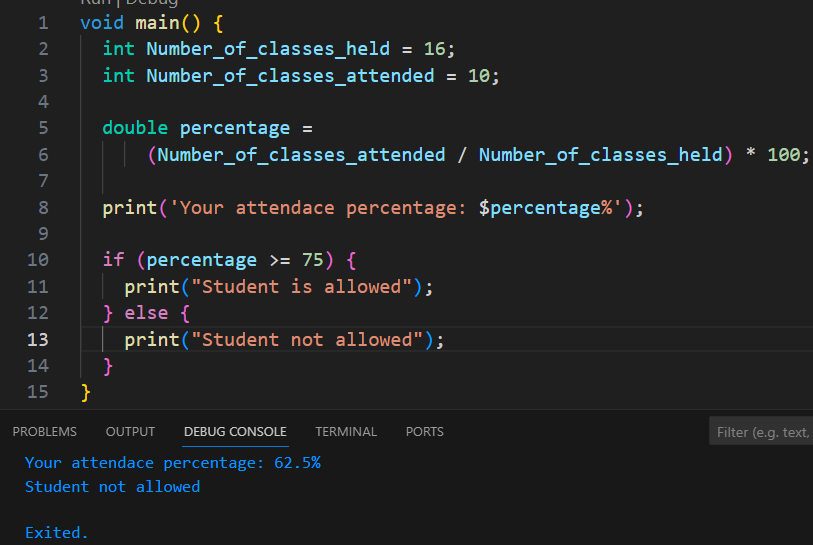 Run | Debug
1 void main() {
2 int Number_of_classes_held = 16;
3 int Number_of_classes_attended = 10;
4
5 double percentage =
6 (Number_of_classes_attended / Number_of_classes_held) * 100;
7
8 print('Your attendace percentage: $percentage%');
9
10 if (percentage >= 75) {
11 print("Student is allowed");
12 } else {
13 print("Student not allowed");
14 }
15 }
PROBLEMS OUTPUT DEBUG CONSOLE TERMINAL PORTS Filter (e.g. text,
Your attendace percentage: 62.5%
Student not allowed
Exited.